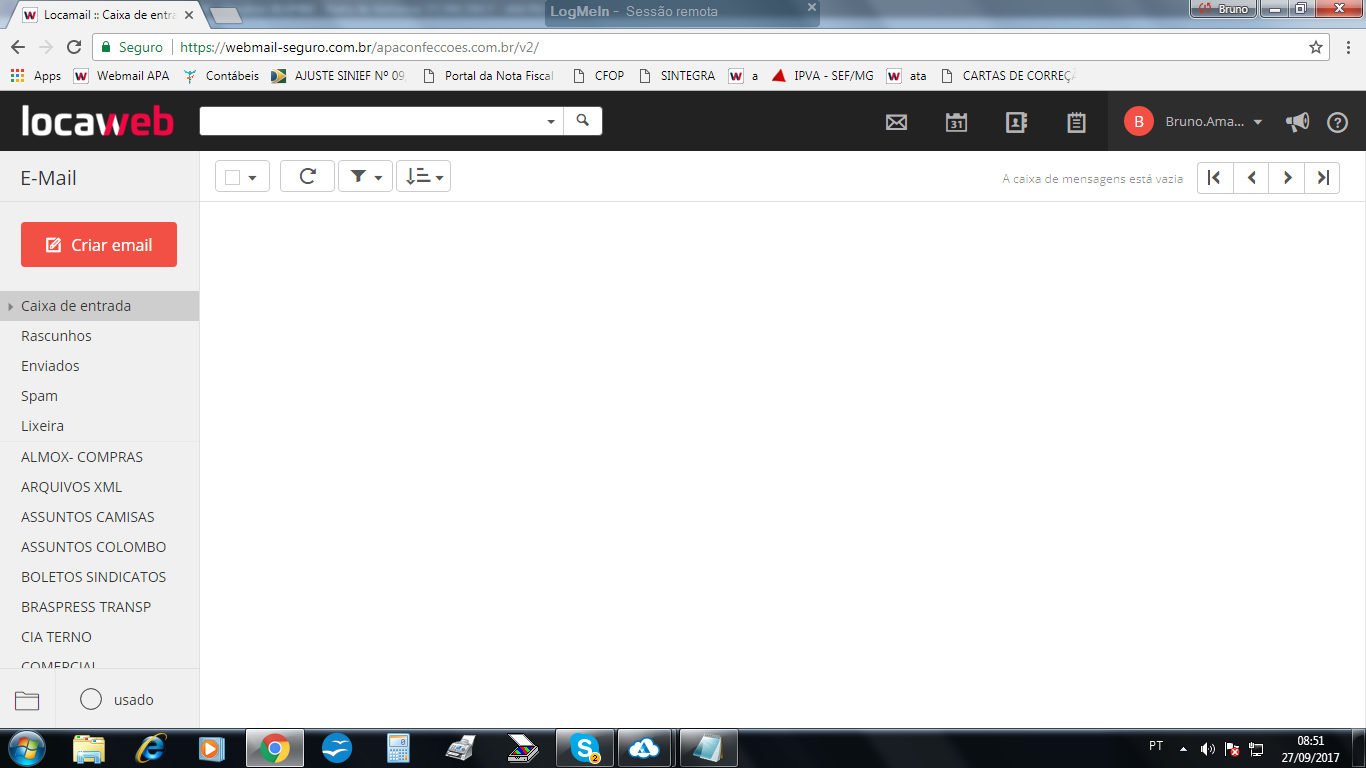 Locamail :: Caixa de entra
LogMeIn - Sessão remota
Bruno
Seguro
https://webmail-seguro.com.br/apaconfeccoes.com.br/v2/
Apps
Webmail APA
Contábeis
AJUSTE SINIEF Nº 09
Portal da Nota Fiscal
CFOP
SINTEGRA
a
IPVA - SEF/MG
ata
CARTAS DE CORREÇÃ
locaweb
31
B
Bruno.Ama...
E-Mail
A caixa de mensagens está vazia
Criar email
Caixa de entrada
Rascunhos
Enviados
Spam
Lixeira
ALMOX- COMPRAS
ARQUIVOS XML
ASSUNTOS CAMISAS
ASSUNTOS COLOMBO
BOLETOS SINDICATOS
BRASPRESS TRANSP
CIA TERNO
COMERCIAL
usado
2
PT
08:51
27/09/2017